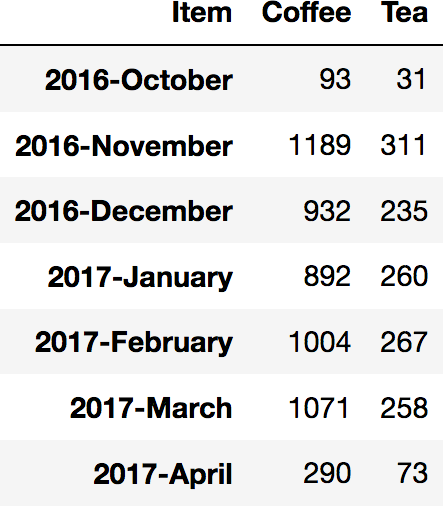 Item Coffee Tea
2016-October 93 31
2016-November 1189 311
2016-December 932 235
2017-January 892 260
2017-February 1004 267
2017-March 1071 258
2017-April 290 73